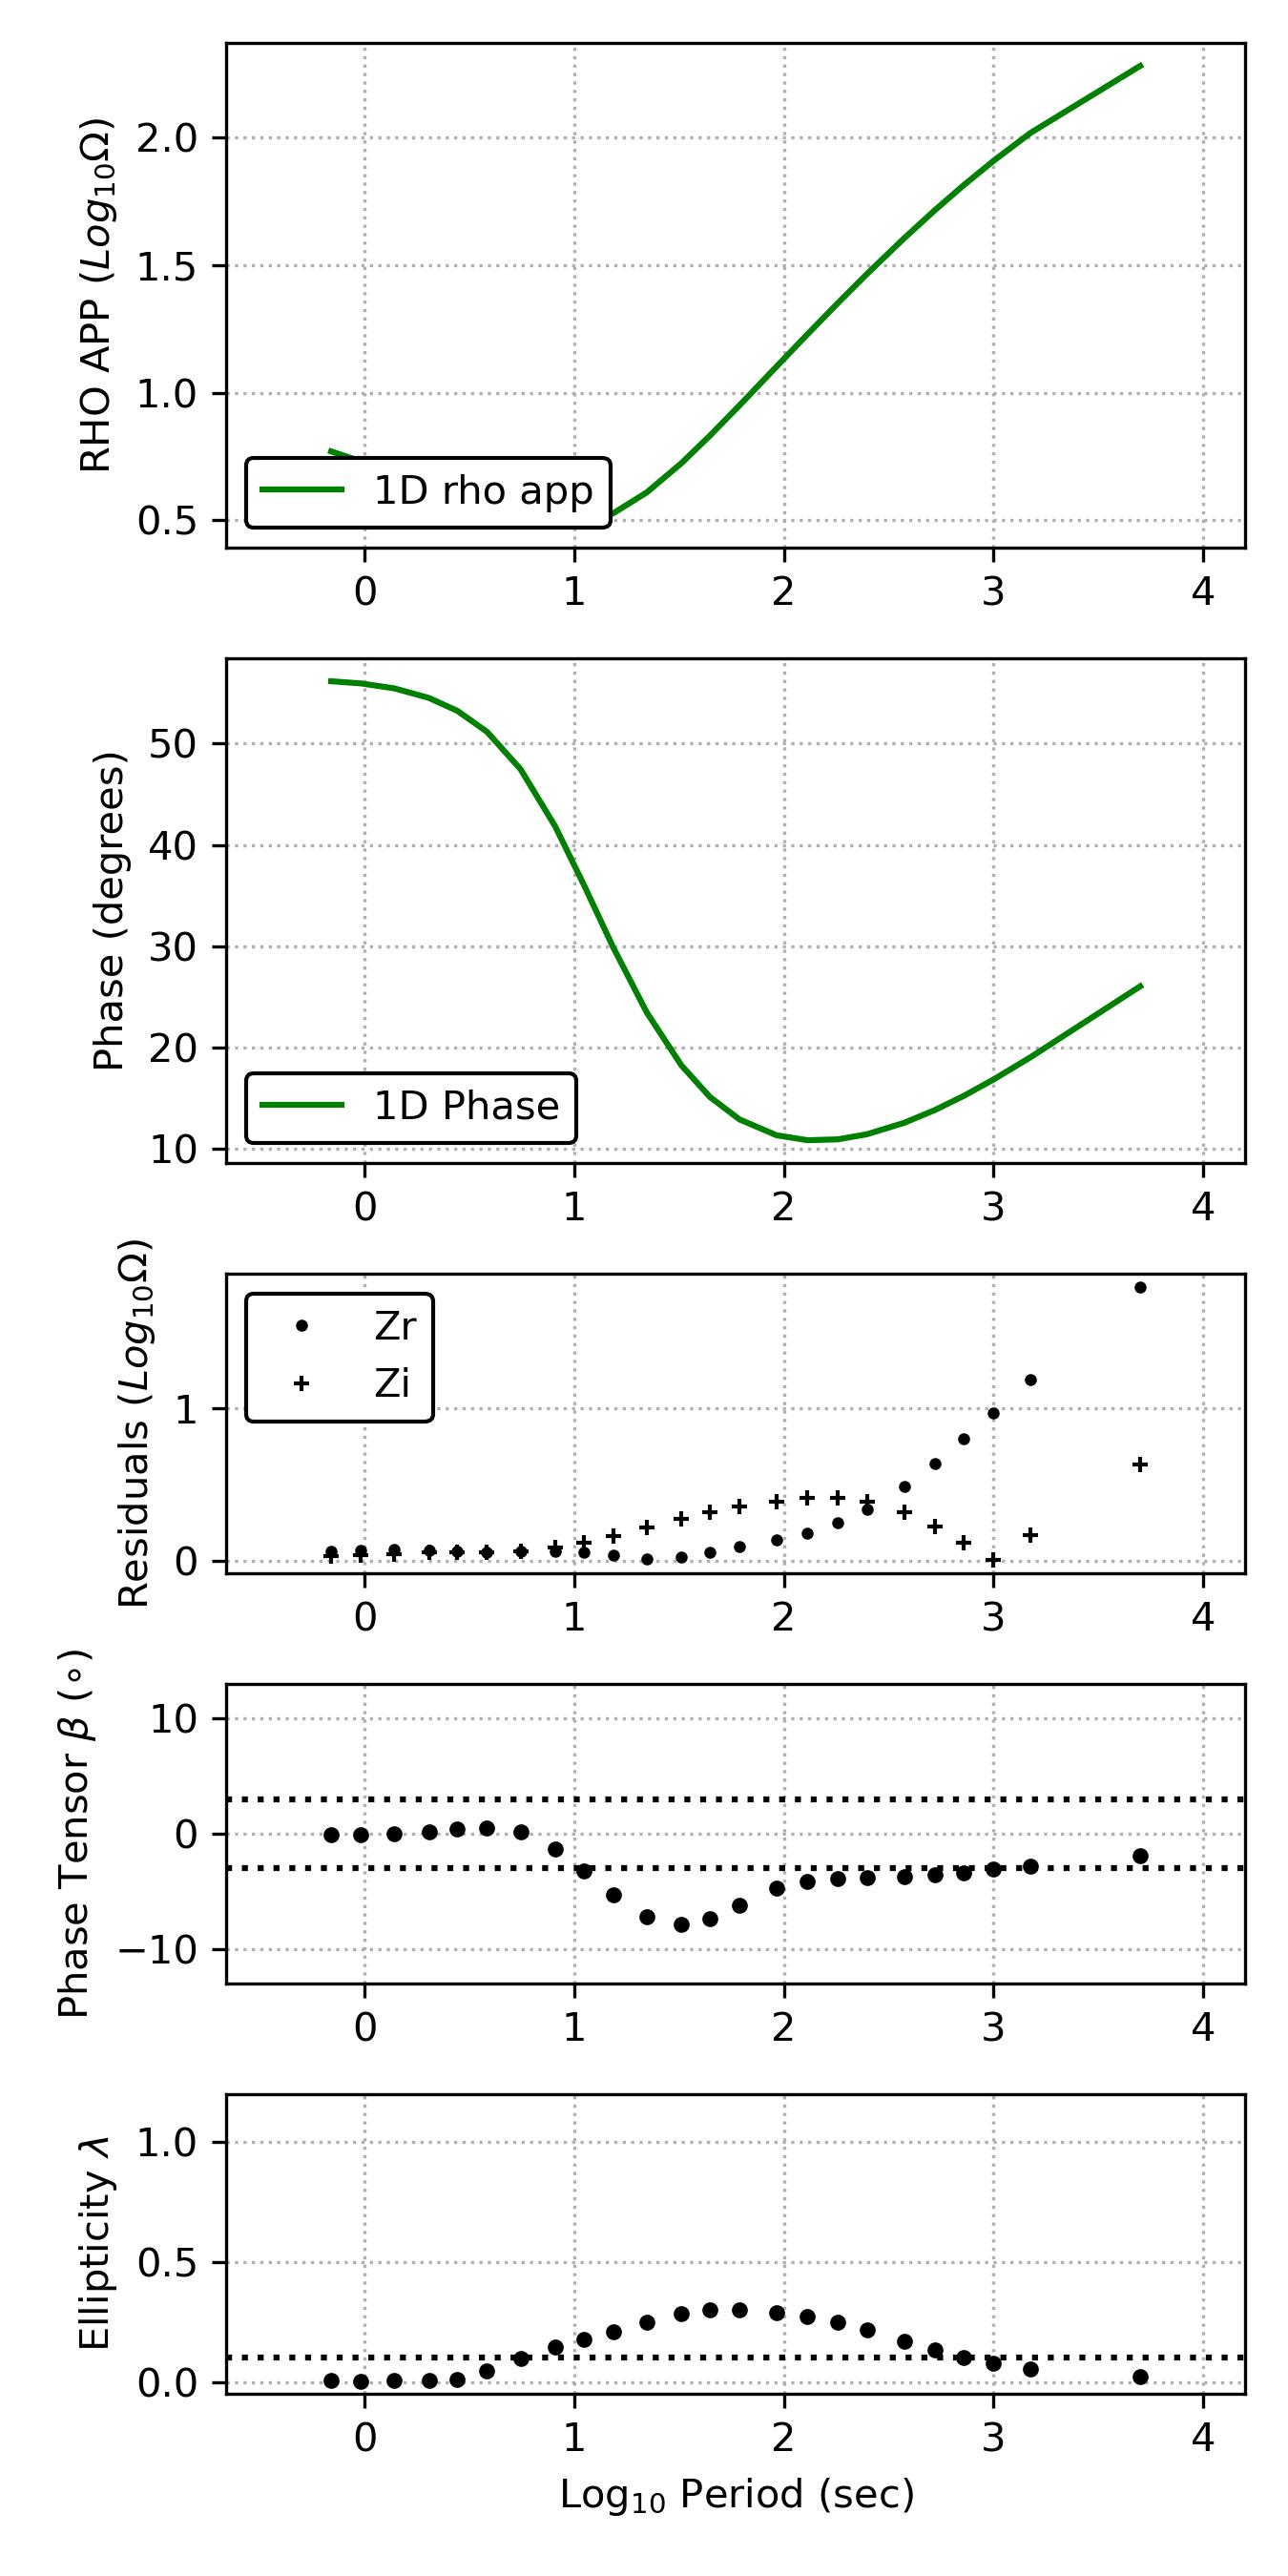 RHO APP (Log₁₀Ω)
2.0
1.5
1.0
0.5
1D rho app
0 1 2 3 4
Phase (degrees)
50
40
30
20
10
1D Phase
0 1 2 3 4
Residuals (Log₁₀Ω)
Zr
Zi
1
0
0 1 2 3 4
Phase Tensor β (∘)
10
0
−10
0 1 2 3 4
Ellipticity λ
1.0
0.5
0.0
0 1 2 3 4
Log₁₀ Period (sec)